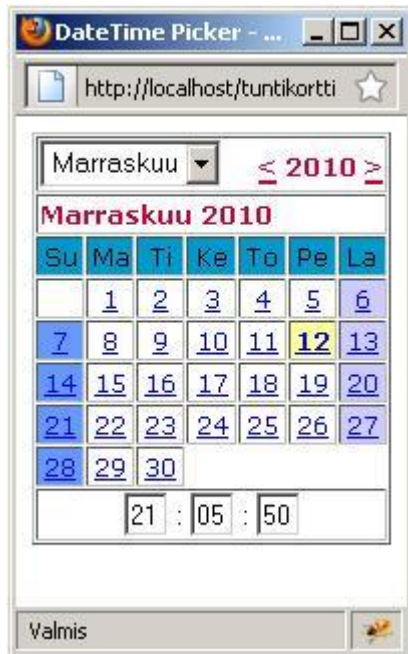 DateTime Picker - ...
http://localhost/tuntikortti
Marraskuu < 2010 >
Marraskuu 2010
Su Ma Ti Ke To Pe La
1 2 3 4 5 6
7 8 9 10 11 12 13
14 15 16 17 18 19 20
21 22 23 24 25 26 27
28 29 30
21 : 05 : 50
Valmis